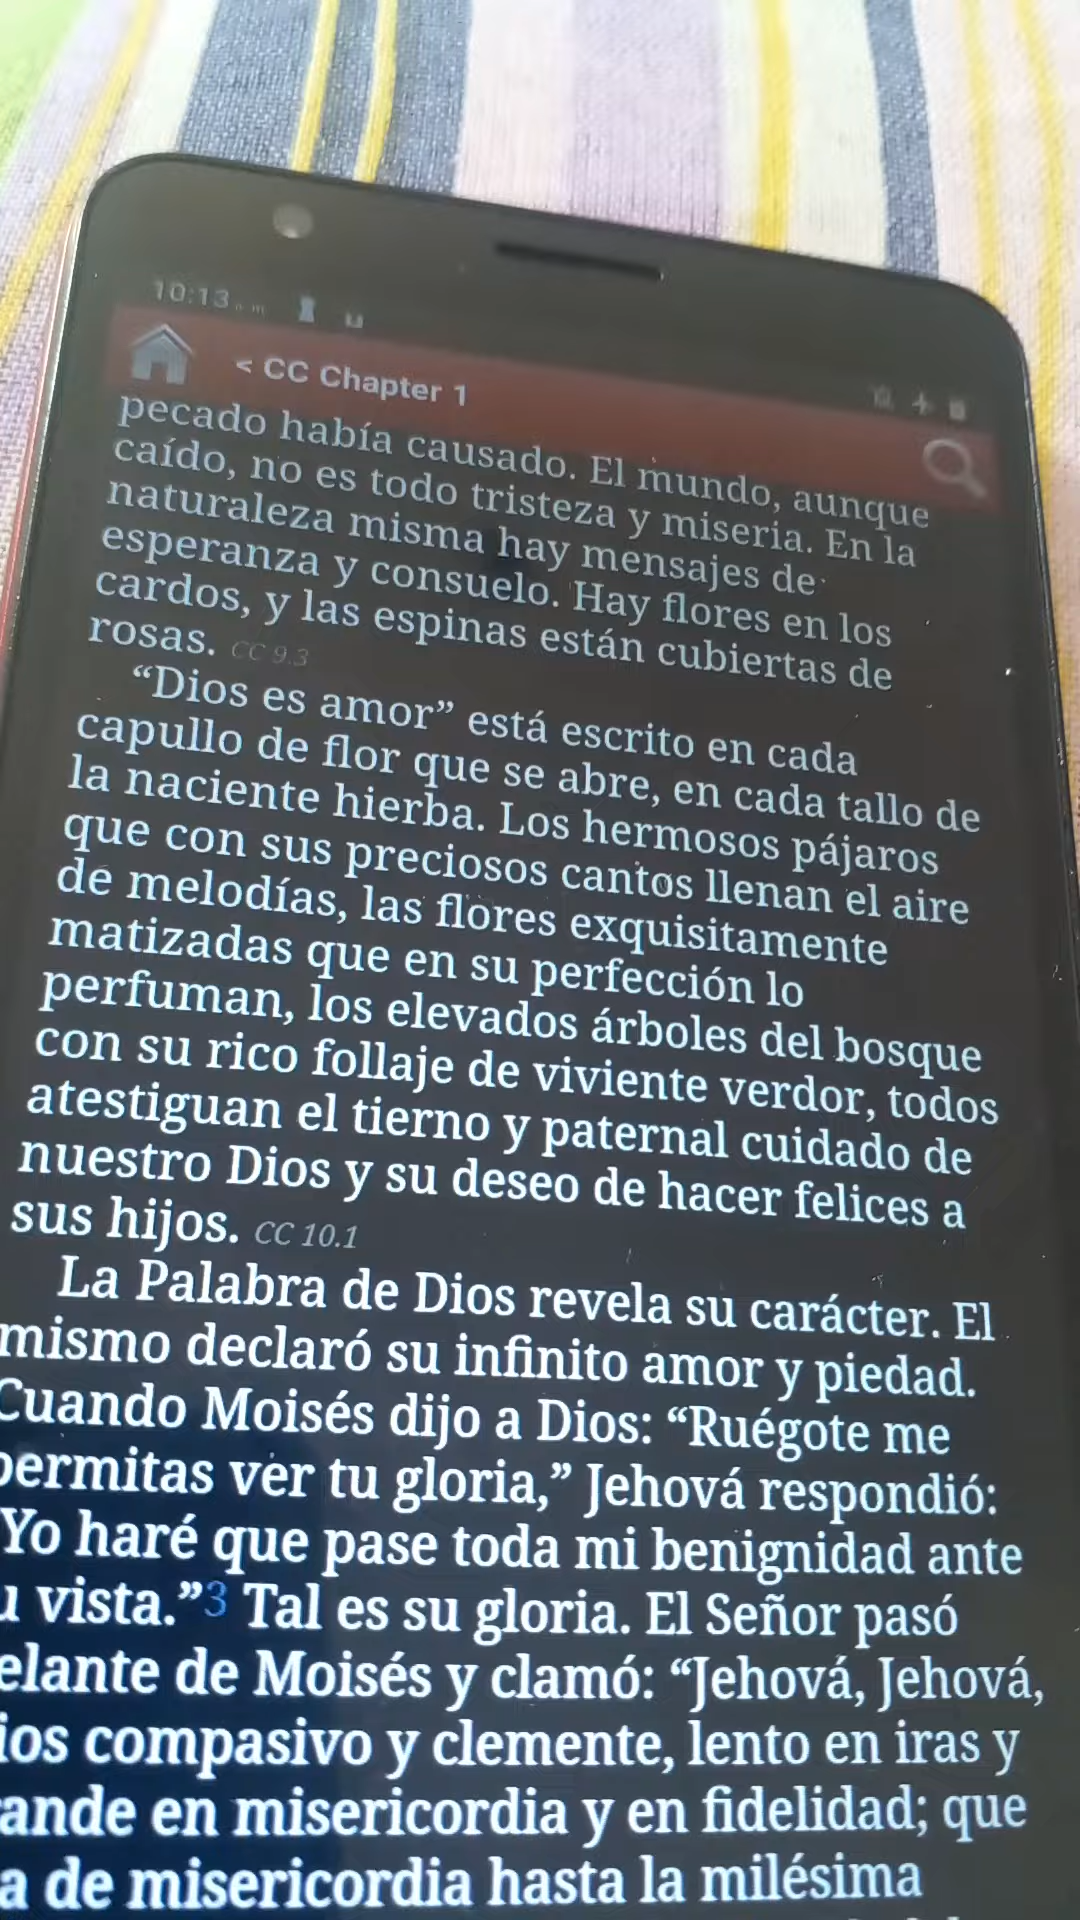 10:13
< CC Chapter 1
pecado había causado. El mundo, aunque
caído, no es todo tristeza y miseria. En la
naturaleza misma hay mensajes de
esperanza y consuelo. Hay flores en los
cardos, y las espinas están cubiertas de
rosas. CC 9.3
“Dios es amor” está escrito en cada
capullo de flor que se abre, en cada tallo de
la naciente hierba. Los hermosos pájaros
que con sus preciosos cantos llenan el aire
de melodías, las flores exquisitamente
matizadas que en su perfección lo
perfuman, los elevados árboles del bosque
con su rico follaje de viviente verdor, todos
atestiguan el tierno y paternal cuidado de
nuestro Dios y su deseo de hacer felices a
sus hijos. CC 10.1
La Palabra de Dios revela su carácter. El
mismo declaró su infinito amor y piedad.
Cuando Moisés dijo a Dios: “Ruégote me
permitas ver tu gloria,” Jehová respondió:
Yo haré que pase toda mi benignidad ante
u vista.”3 Tal es su gloria. El Señor pasó
elante de Moisés y clamó: “Jehová, Jehová,
ios compasivo y clemente, lento en iras y
ande en misericordia y en fidelidad; que
a de misericordia hasta la milésima